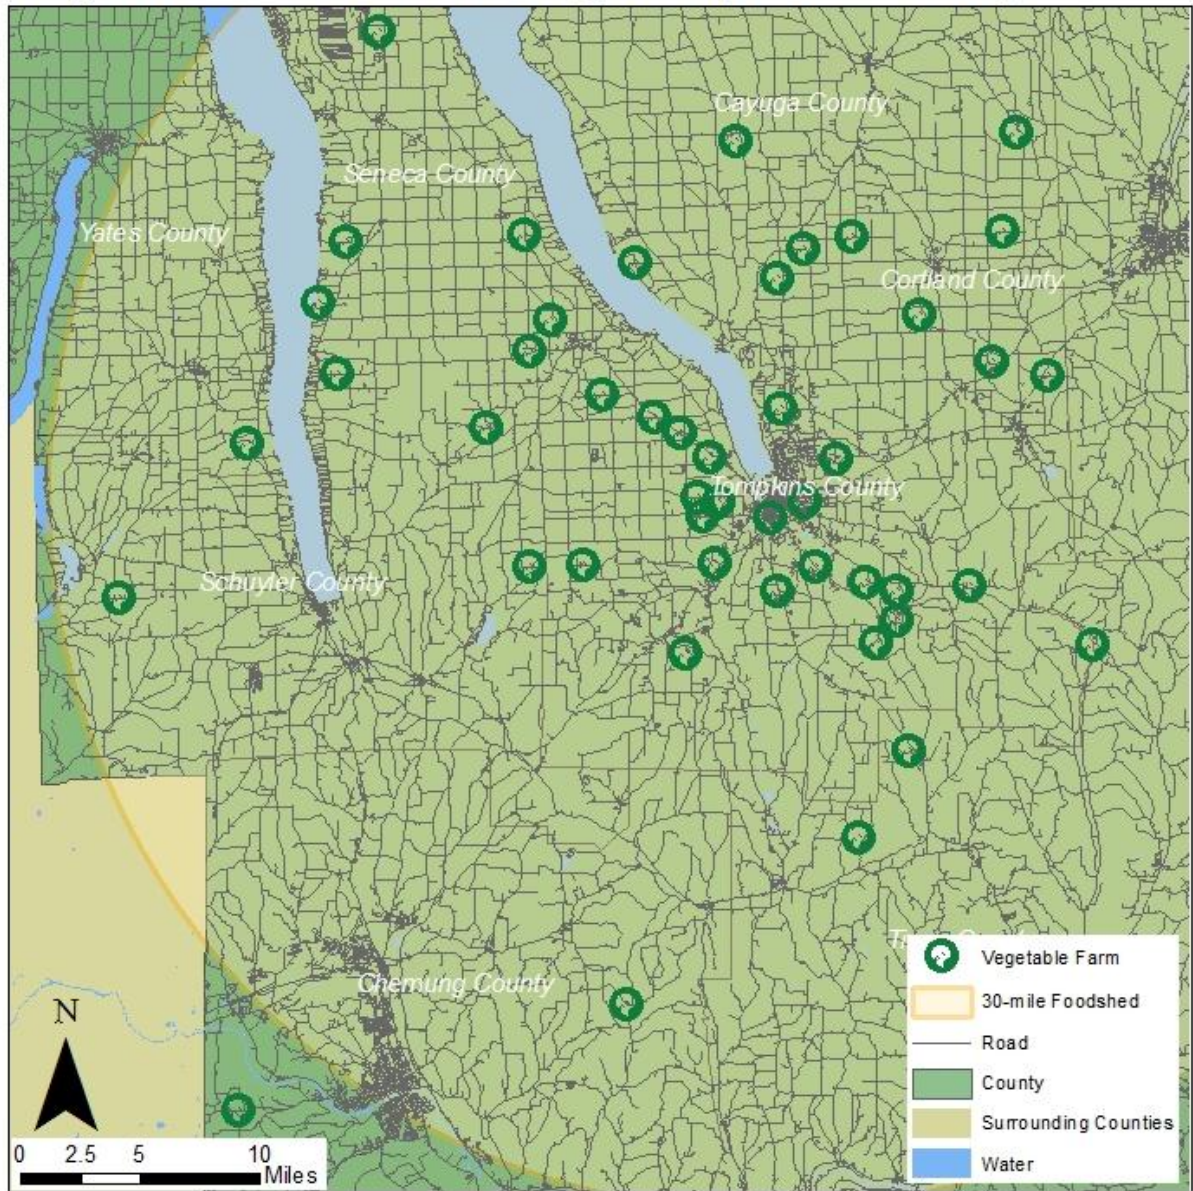 Cayuga County
Seneca County
Yates County
Cortland County
Tompkins County
Schuyler County
Chemung County
Vegetable Farm
30-mile Foodshed
Road
County
Surrounding Counties
Water
N
0 2.5 5 10
Miles